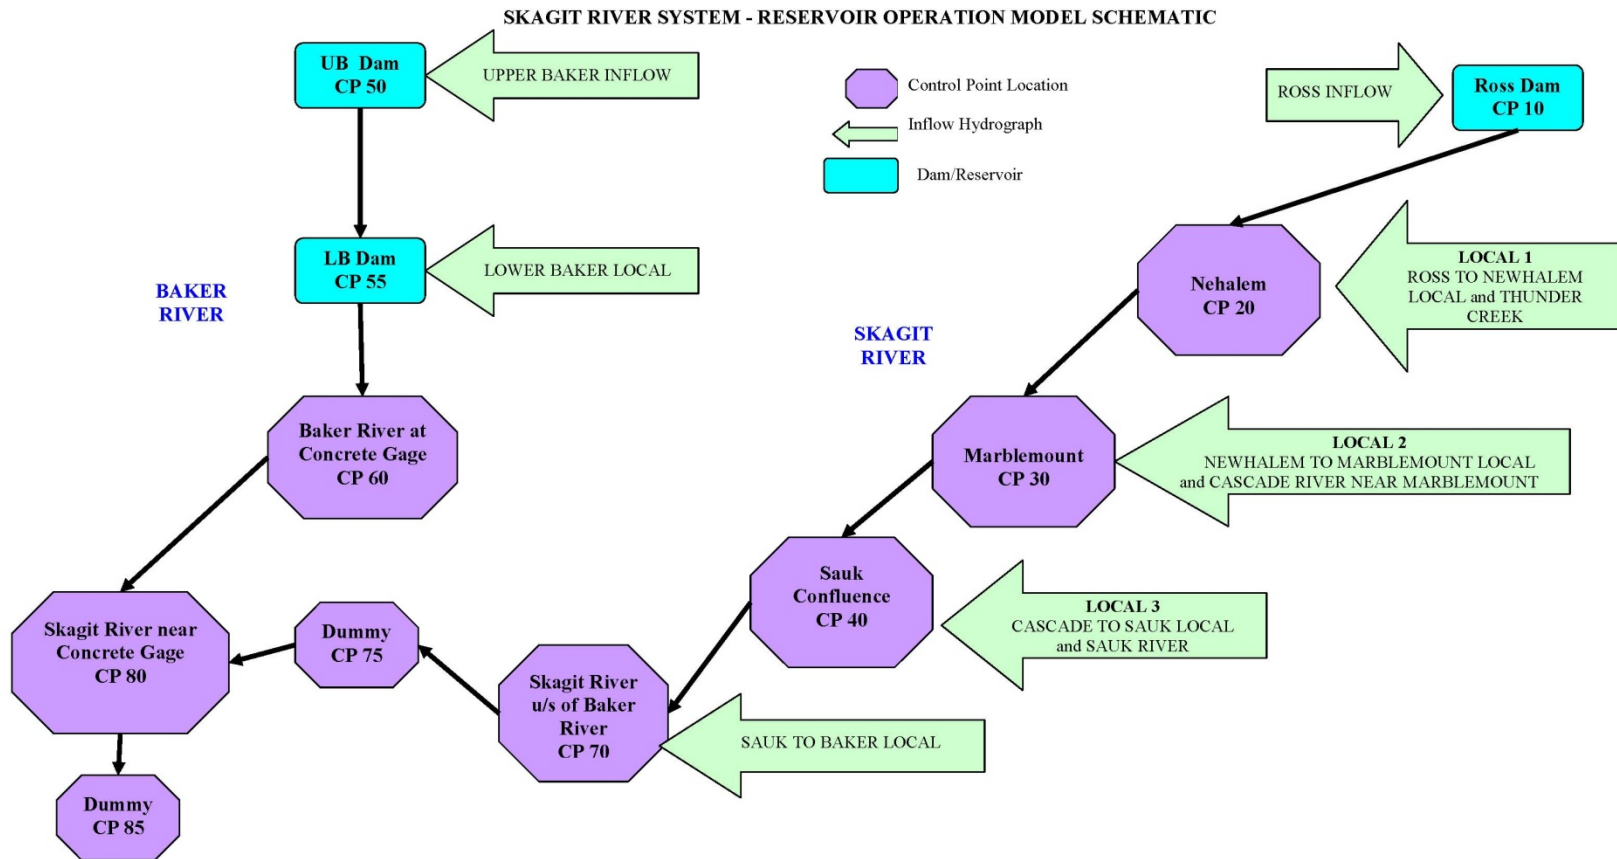 SKAGIT RIVER SYSTEM - RESERVOIR OPERATION MODEL SCHEMATIC
UB Dam
CP 50
UPPER BAKER INFLOW
Control Point Location
Inflow Hydrograph
Dam/Reservoir
ROSS INFLOW
Ross Dam
CP 10
LB Dam
CP 55
LOWER BAKER LOCAL
BAKER
RIVER
SKAGIT
RIVER
Nehalem
CP 20
LOCAL 1
ROSS TO NEWHALEM
LOCAL and THUNDER
CREEK
Baker River at
Concrete Gage
CP 60
Marblemount
CP 30
LOCAL 2
NEWHALEM TO MARBLEMOUNT LOCAL
and CASCADE RIVER NEAR MARBLEMOUNT
Sauk
Confluence
CP 40
LOCAL 3
CASCADE TO SAUK LOCAL
and SAUK RIVER
Skagit River near
Concrete Gage
CP 80
Dummy
CP 75
Skagit River
u/s of Baker
River
CP 70
SAUK TO BAKER LOCAL
Dummy
CP 85